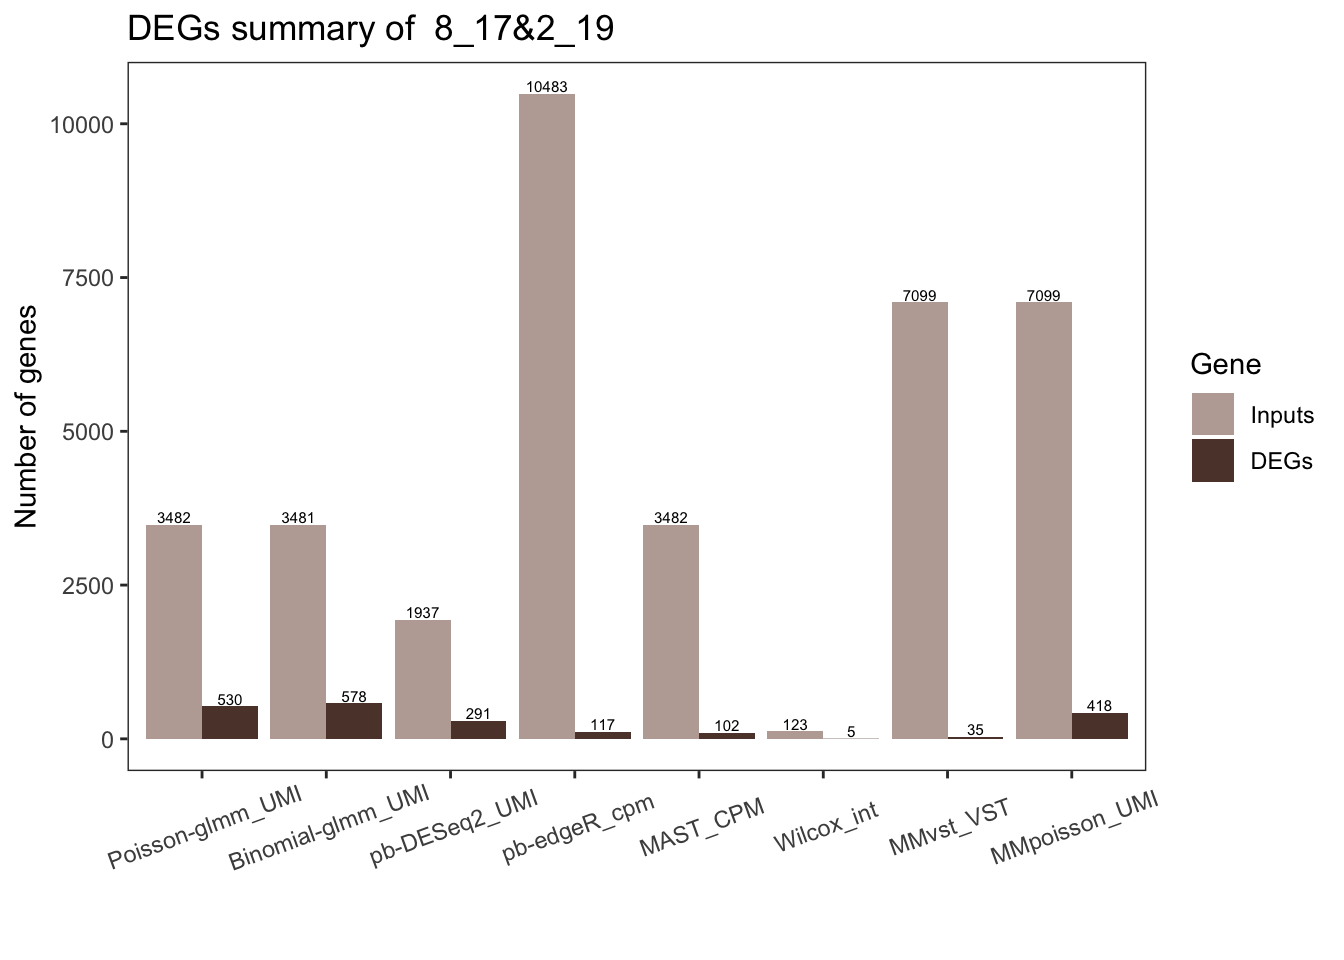 DEGs summary of  8_17&2_19
Number of genes
10000
7500
5000
2500
0
3482
530
3481
578
1937
291
10483
117
3482
102
123
5
7099
35
7099
418
Poisson-glmm_UMI
Binomial-glmm_UMI
pb-DESeq2_UMI
pb-edgeR_cpm
MAST_CPM
Wilcox_int
MMvst_VST
MMpoisson_UMI
Gene
Inputs
DEGs